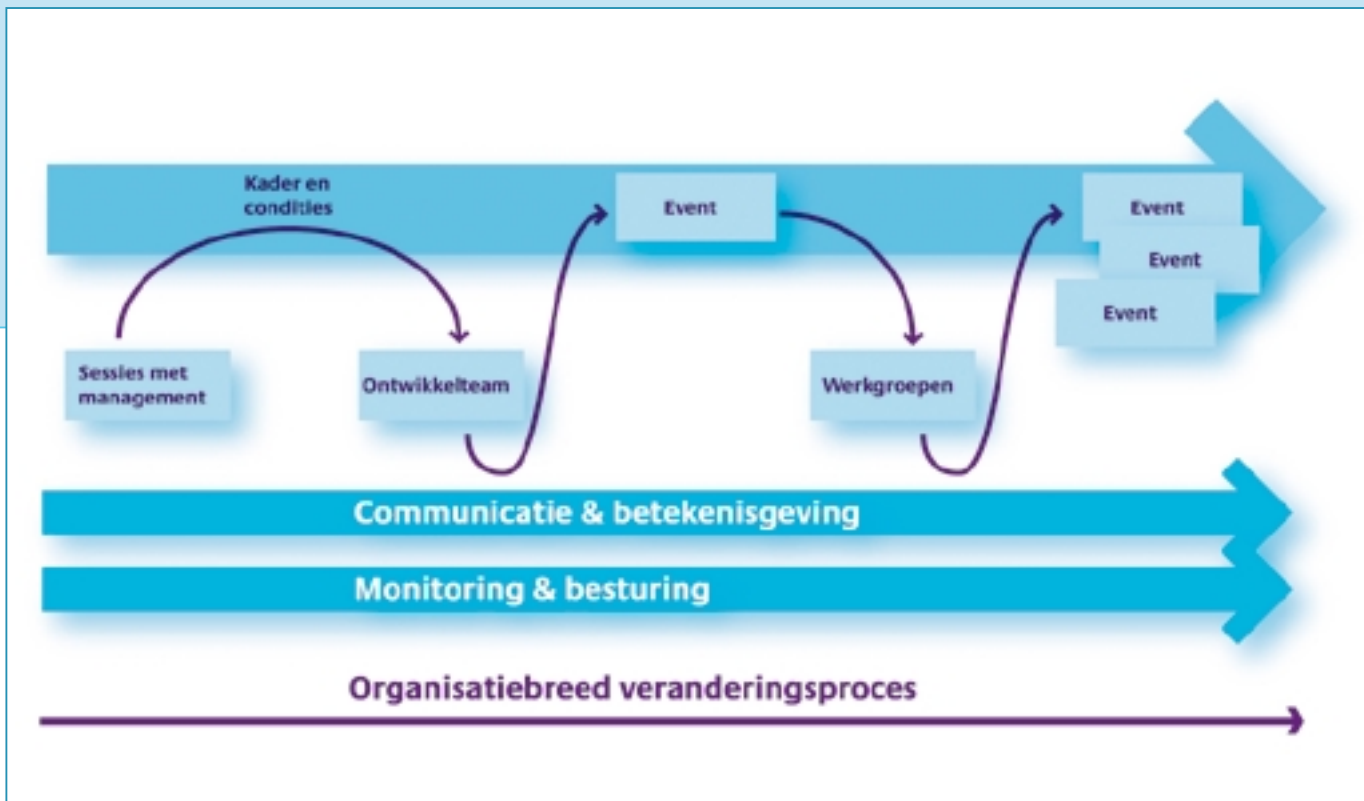 Kader en
condities
Event
Event
Event
Event
Sessies met
management
Ontwikkelteam
Werkgroepen
Communicatie & betekenisgeving
Monitoring & besturing
Organisatiebreed veranderingsproces